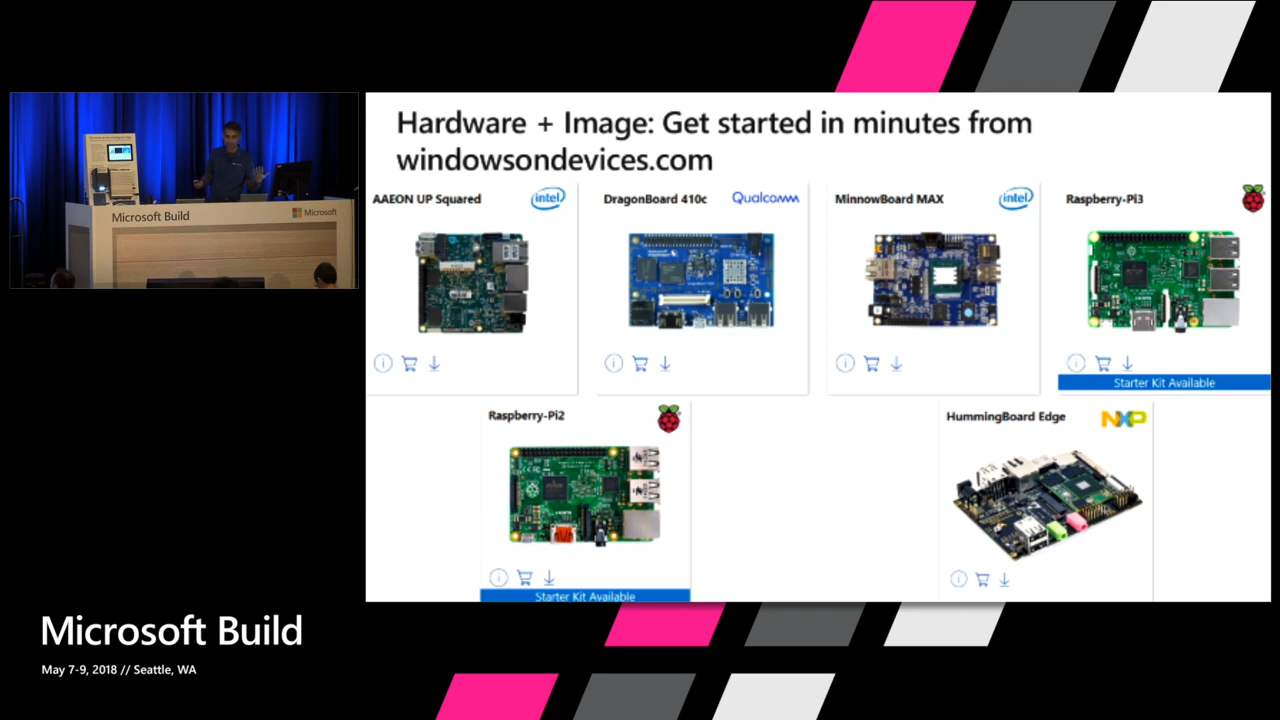 Hardware + Image: Get started in minutes from
windowsondevices.com
AAEON UP Squared
intel
DragonBoard 410c
Qualcomm
MinnowBoard MAX
intel
Raspberry-Pi3
Starter Kit Available
Raspberry-Pi2
Starter Kit Available
HummingBoard Edge
NXP
Microsoft Build
Microsoft
Microsoft Build
May 7-9, 2018 // Seattle, WA